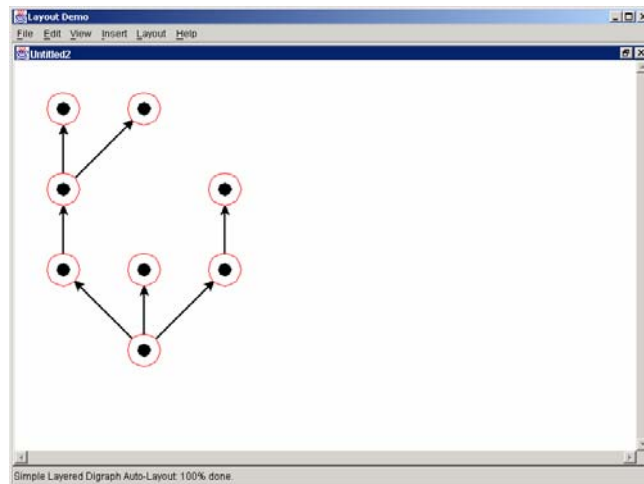 Layout Demo
File Edit View Insert Layout Help
Untitled2
Simple Layered Digraph Auto-Layout: 100% done.